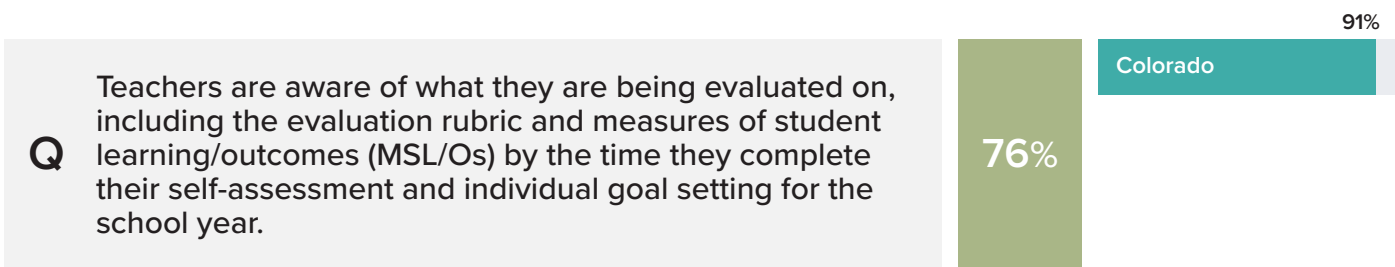 91%
Teachers are aware of what they are being evaluated on,
including the evaluation rubric and measures of student
Q learning/outcomes (MSL/Os) by the time they complete
their self-assessment and individual goal setting for the
school year.
76%
Colorado